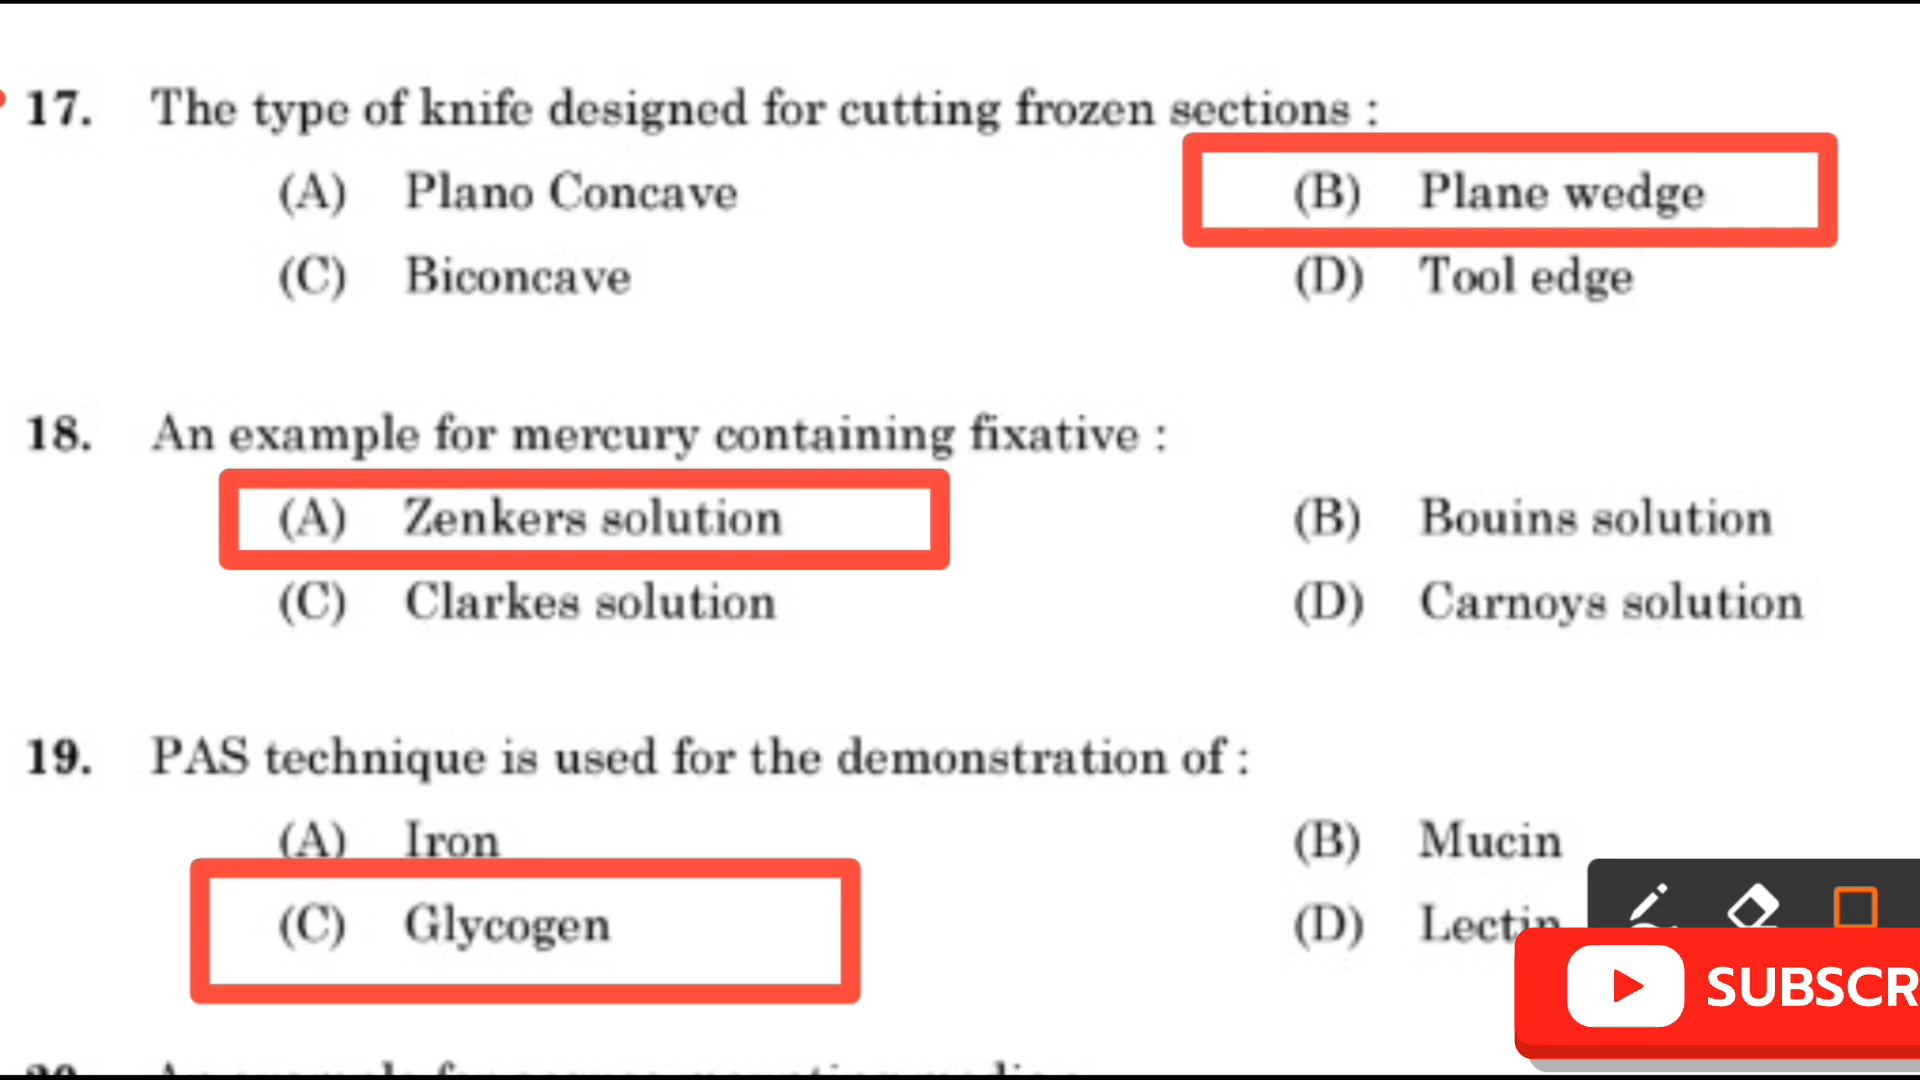 17. The type of knife designed for cutting frozen sections :
(A) Plano Concave (B) Plane wedge
(C) Biconcave (D) Tool edge
18. An example for mercury containing fixative :
(A) Zenkers solution (B) Bouins solution
(C) Clarkes solution (D) Carnoys solution
19. PAS technique is used for the demonstration of :
(A) Iron (B) Mucin
(C) Glycogen (D) Lectin
SUBSCR